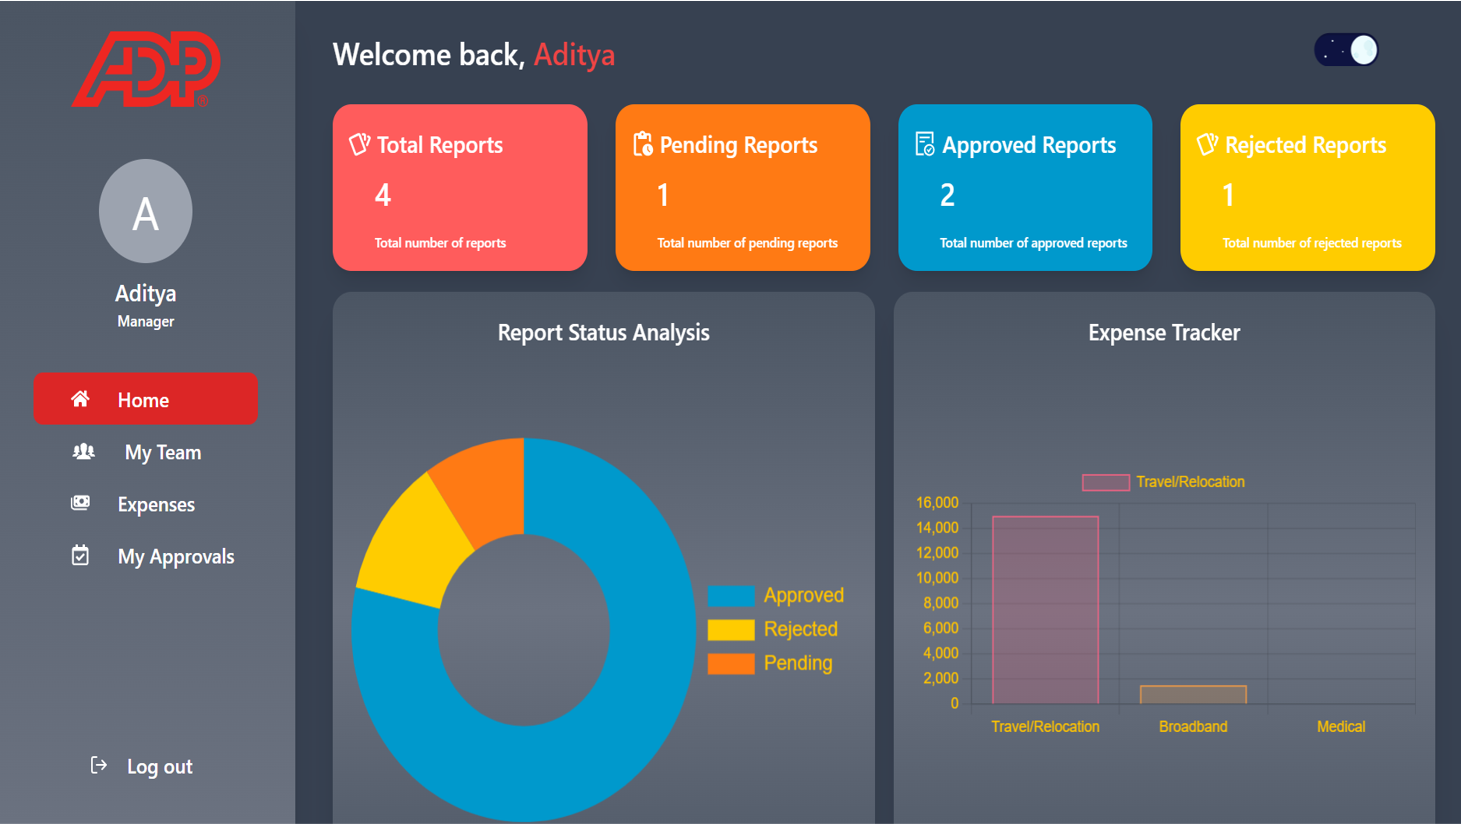 ADP
®
Welcome back, Aditya
A
Aditya
Manager
Home
My Team
Expenses
My Approvals
Log out
Total Reports
4
Total number of reports
Pending Reports
1
Total number of pending reports
Approved Reports
2
Total number of approved reports
Rejected Reports
1
Total number of rejected reports
Report Status Analysis
Approved
Rejected
Pending
Expense Tracker
Travel/Relocation
16,000
14,000
12,000
10,000
8,000
6,000
4,000
2,000
0
Travel/Relocation Broadband Medical